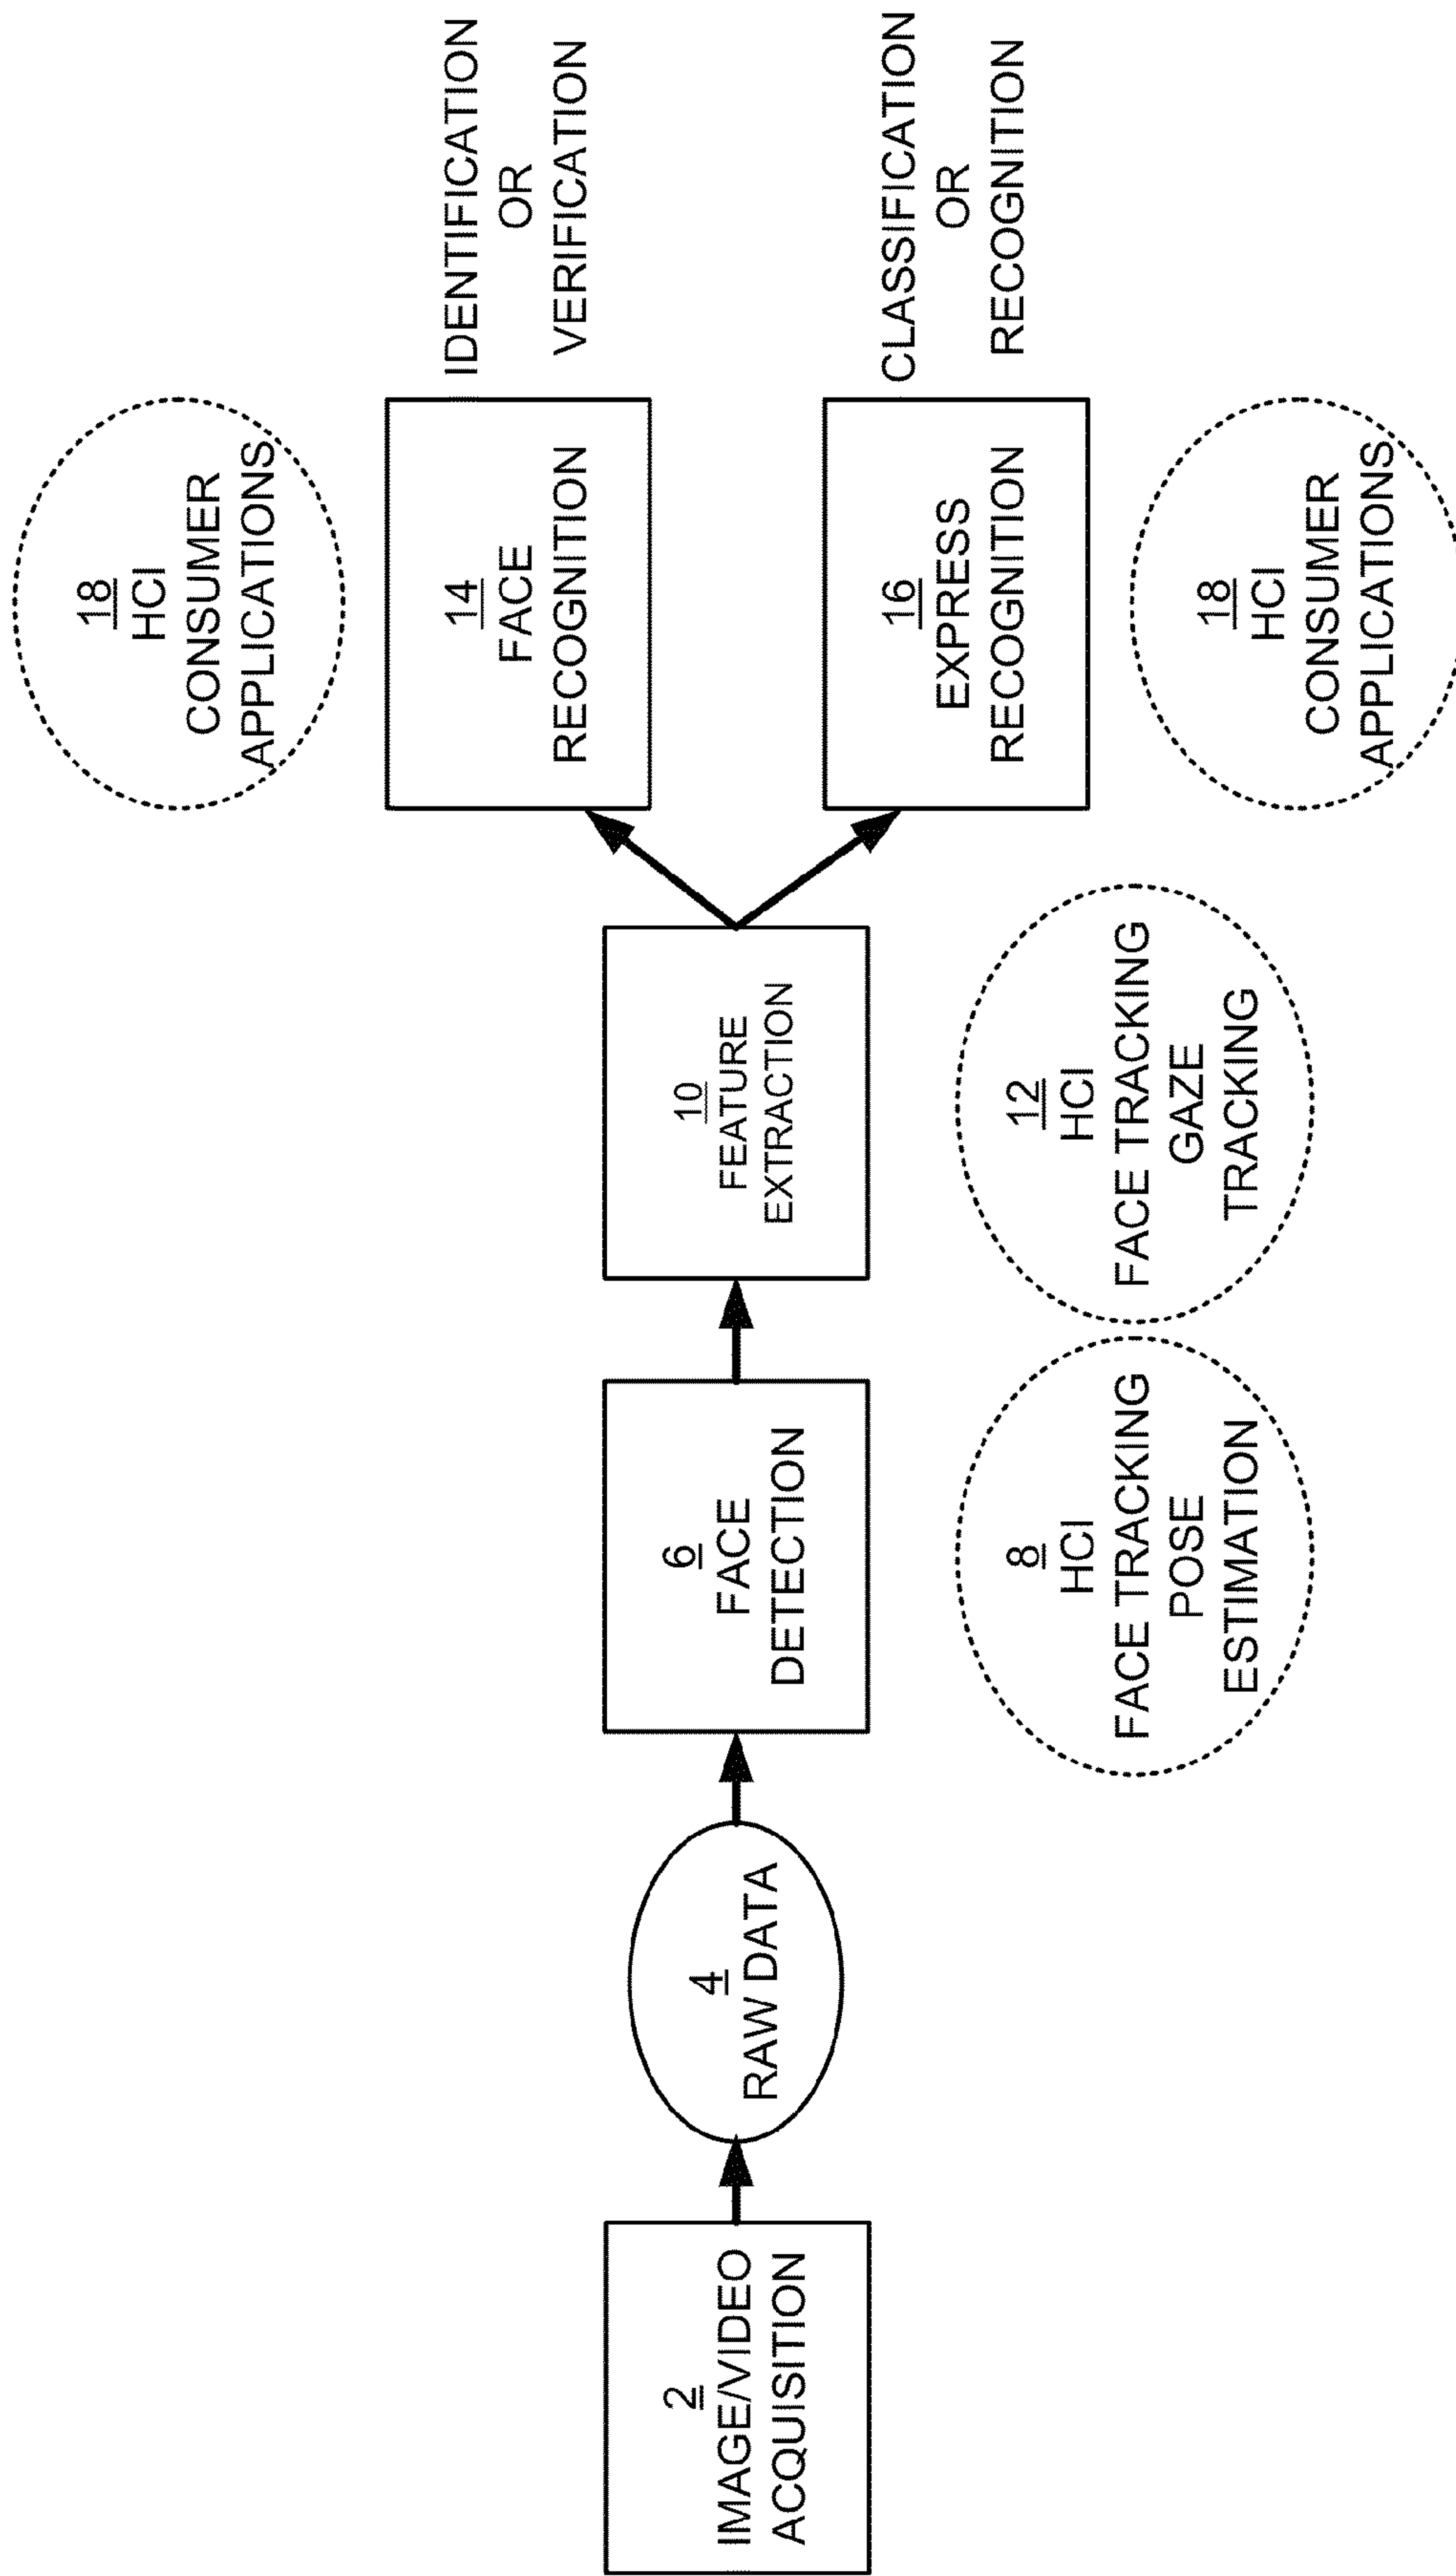 2
IMAGE/VIDEO
ACQUISITION
4
RAW DATA
6
FACE
DETECTION
8
HCI
FACE TRACKING
POSE
ESTIMATION
10
FEATURE
EXTRACTION
12
HCI
FACE TRACKING
GAZE
TRACKING
18
HCI
CONSUMER
APPLICATIONS
14
FACE
RECOGNITION
IDENTIFICATION
OR
VERIFICATION
16
EXPRESS
RECOGNITION
CLASSIFICATION
OR
RECOGNITION
18
HCI
CONSUMER
APPLICATIONS